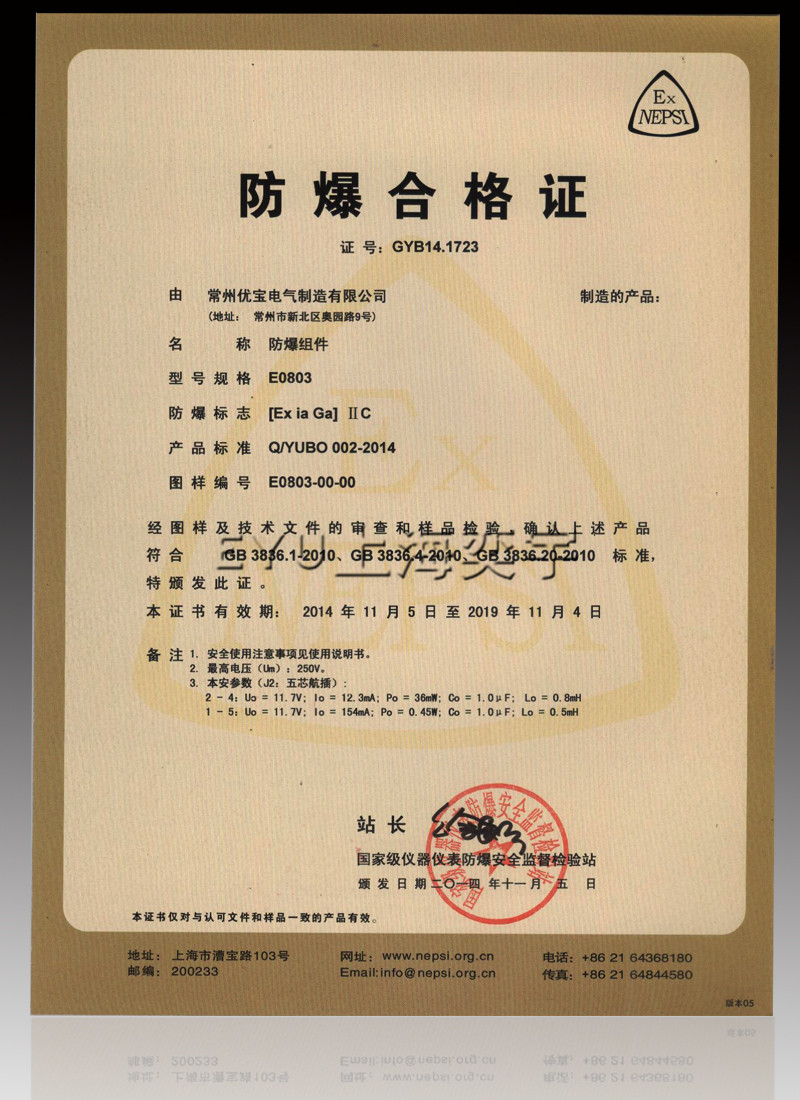 Ex
NEPSI
防爆合格证
证 号：GYB14.1723
由 常州优宝电气制造有限公司 制造的产品：
(地址： 常州市新北区奥园路9号)
名 称 防爆组件
型号规格 E0803
防爆标志 [Ex ia Ga] ⅡC
产品标准 Q/YUBO 002-2014
图样编号 E0803-00-00
经图样及技术文件的审查和样品检验，确认上述产品
符合 GB 3836.1-2010、GB 3836.4-2010、GB 3836.20-2010 标准，
特颁发此证。
EYU上海奕宇
本证书有效期： 2014 年 11 月 5 日 至 2019 年 11 月 4 日
备 注 1. 安全使用注意事项见使用说明书。
2. 最高电压（Um）：250V。
3. 本安参数（J2：五芯航插）：
2 - 4：Uo = 11.7V; Io = 12.3mA; Po = 36mW; Co = 1.0μF; Lo = 0.8mH
1 - 5：Uo = 11.7V; Io = 154mA; Po = 0.45W; Co = 1.0μF; Lo = 0.5mH
站 长
国家级仪器仪表防爆安全监督检验站
颁发日期二〇一四 年十一月 五 日
本证书仅对与认可文件和样品一致的产品有效。
地址： 上海市漕宝路103号 网址： www.nepsi.org.cn 电话：+86 21 64368180
邮编： 200233 Email:info@nepsi.org.cn 传真：+86 21 64844580
版本05